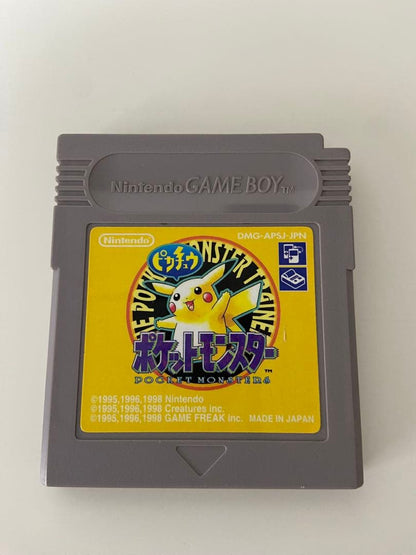 Nintendo GAME BOY TM
Nintendo
DMG-APSJ-JPN
ピカチュウ
ポケットモンスター
TM
POCKET MONSTERS
©1995,1996,1998 Nintendo
©1995,1996,1998 Creatures inc.
©1995,1996,1998 GAME FREAK inc. MADE IN JAPAN